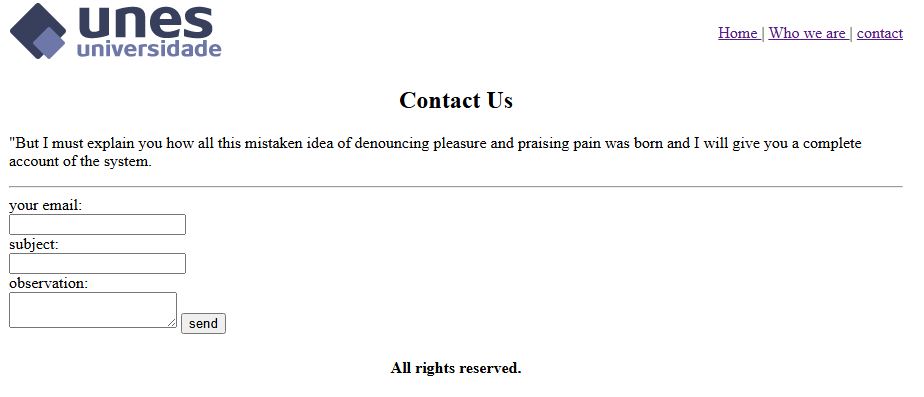 unes
universidade
Home | Who we are | contact
Contact Us
"But I must explain you how all this mistaken idea of denouncing pleasure and praising pain was born and I will give you a complete
account of the system.
your email:
subject:
observation:
send
All rights reserved.